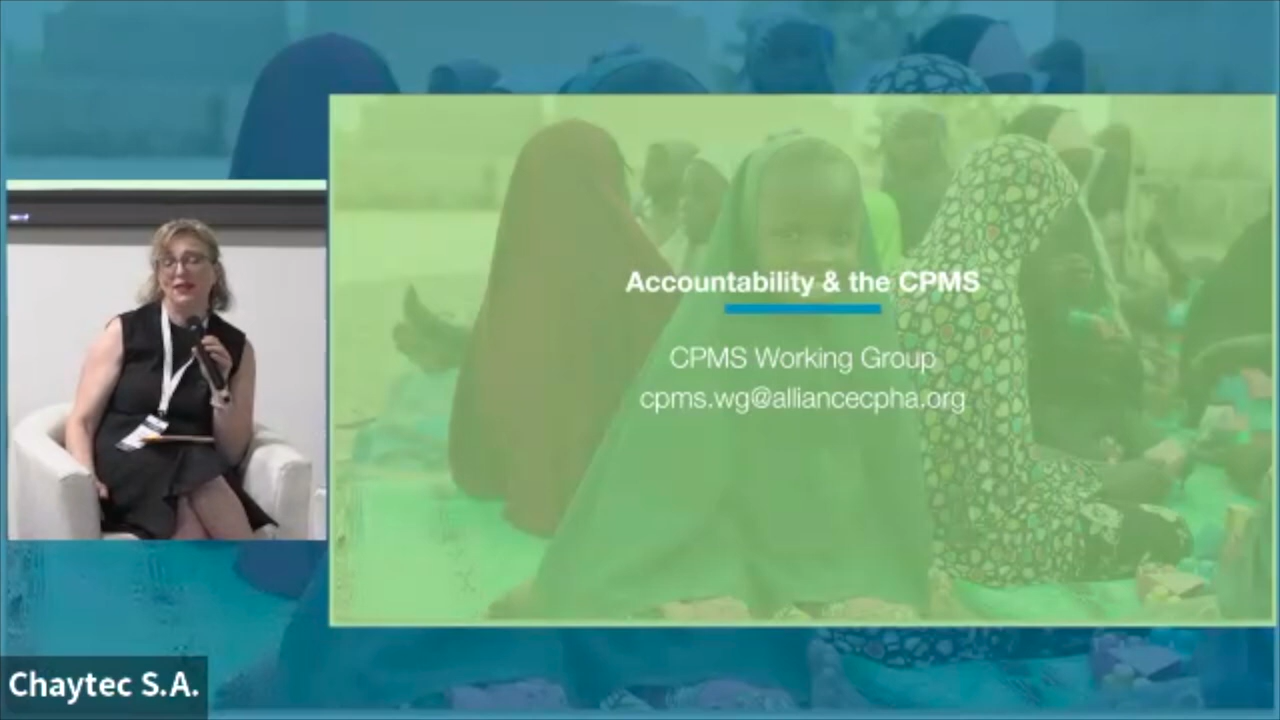 Accountability & the CPMS
CPMS Working Group
cpms.wg@alliancecpha.org
Chaytec S.A.